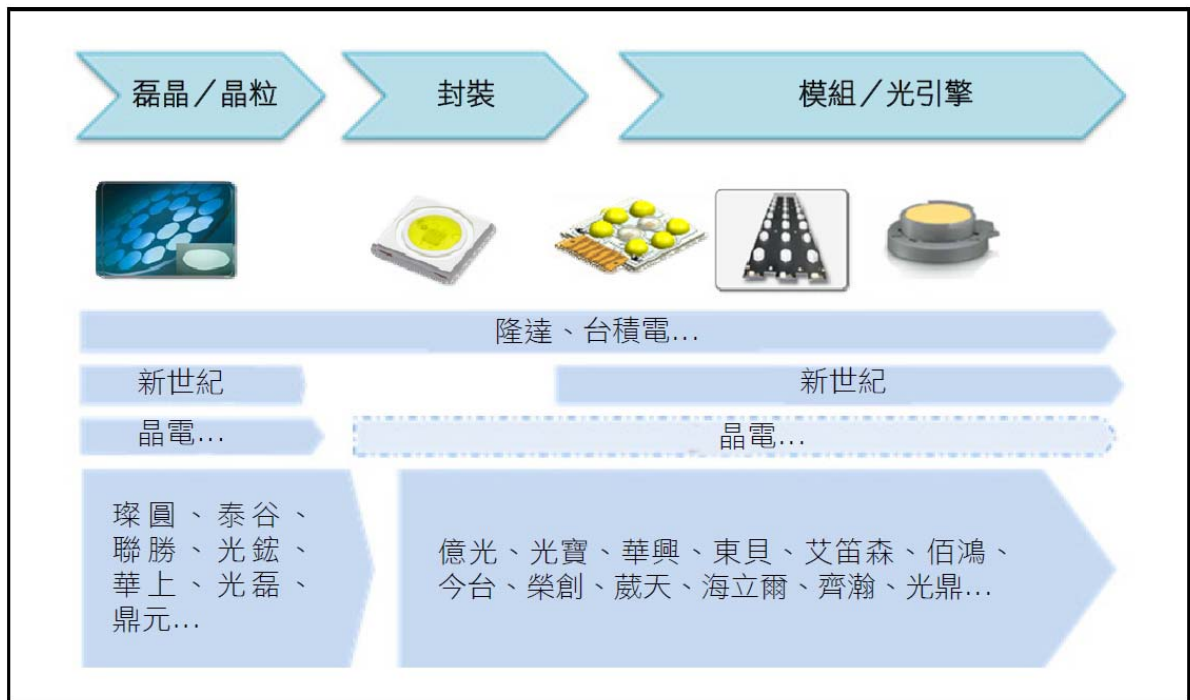 磊晶／晶粒
封裝
模組／光引擎
隆達、台積電...
新世紀
新世紀
晶電...
晶電...
璨圓、泰谷、
聯勝、光鋐、
華上、光磊、
鼎元...
億光、光寶、華興、東貝、艾笛森、佰鴻、
今台、榮創、葳天、海立爾、齊瀚、光鼎...